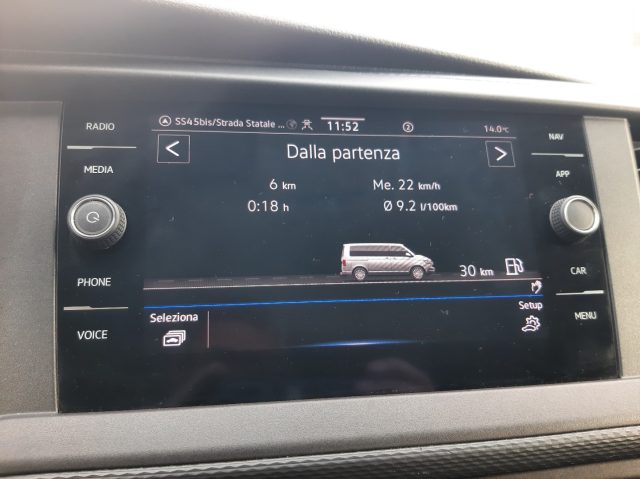 RADIO
MEDIA
PHONE
VOICE
SS45bis/Strada Statale ...
11:52
2
14.0°C
<
Dalla partenza
>
6 km
Me. 22 km/h
0:18 h
Ø 9.2 l/100km
30 km
Seleziona
Setup
NAV
APP
CAR
MENU